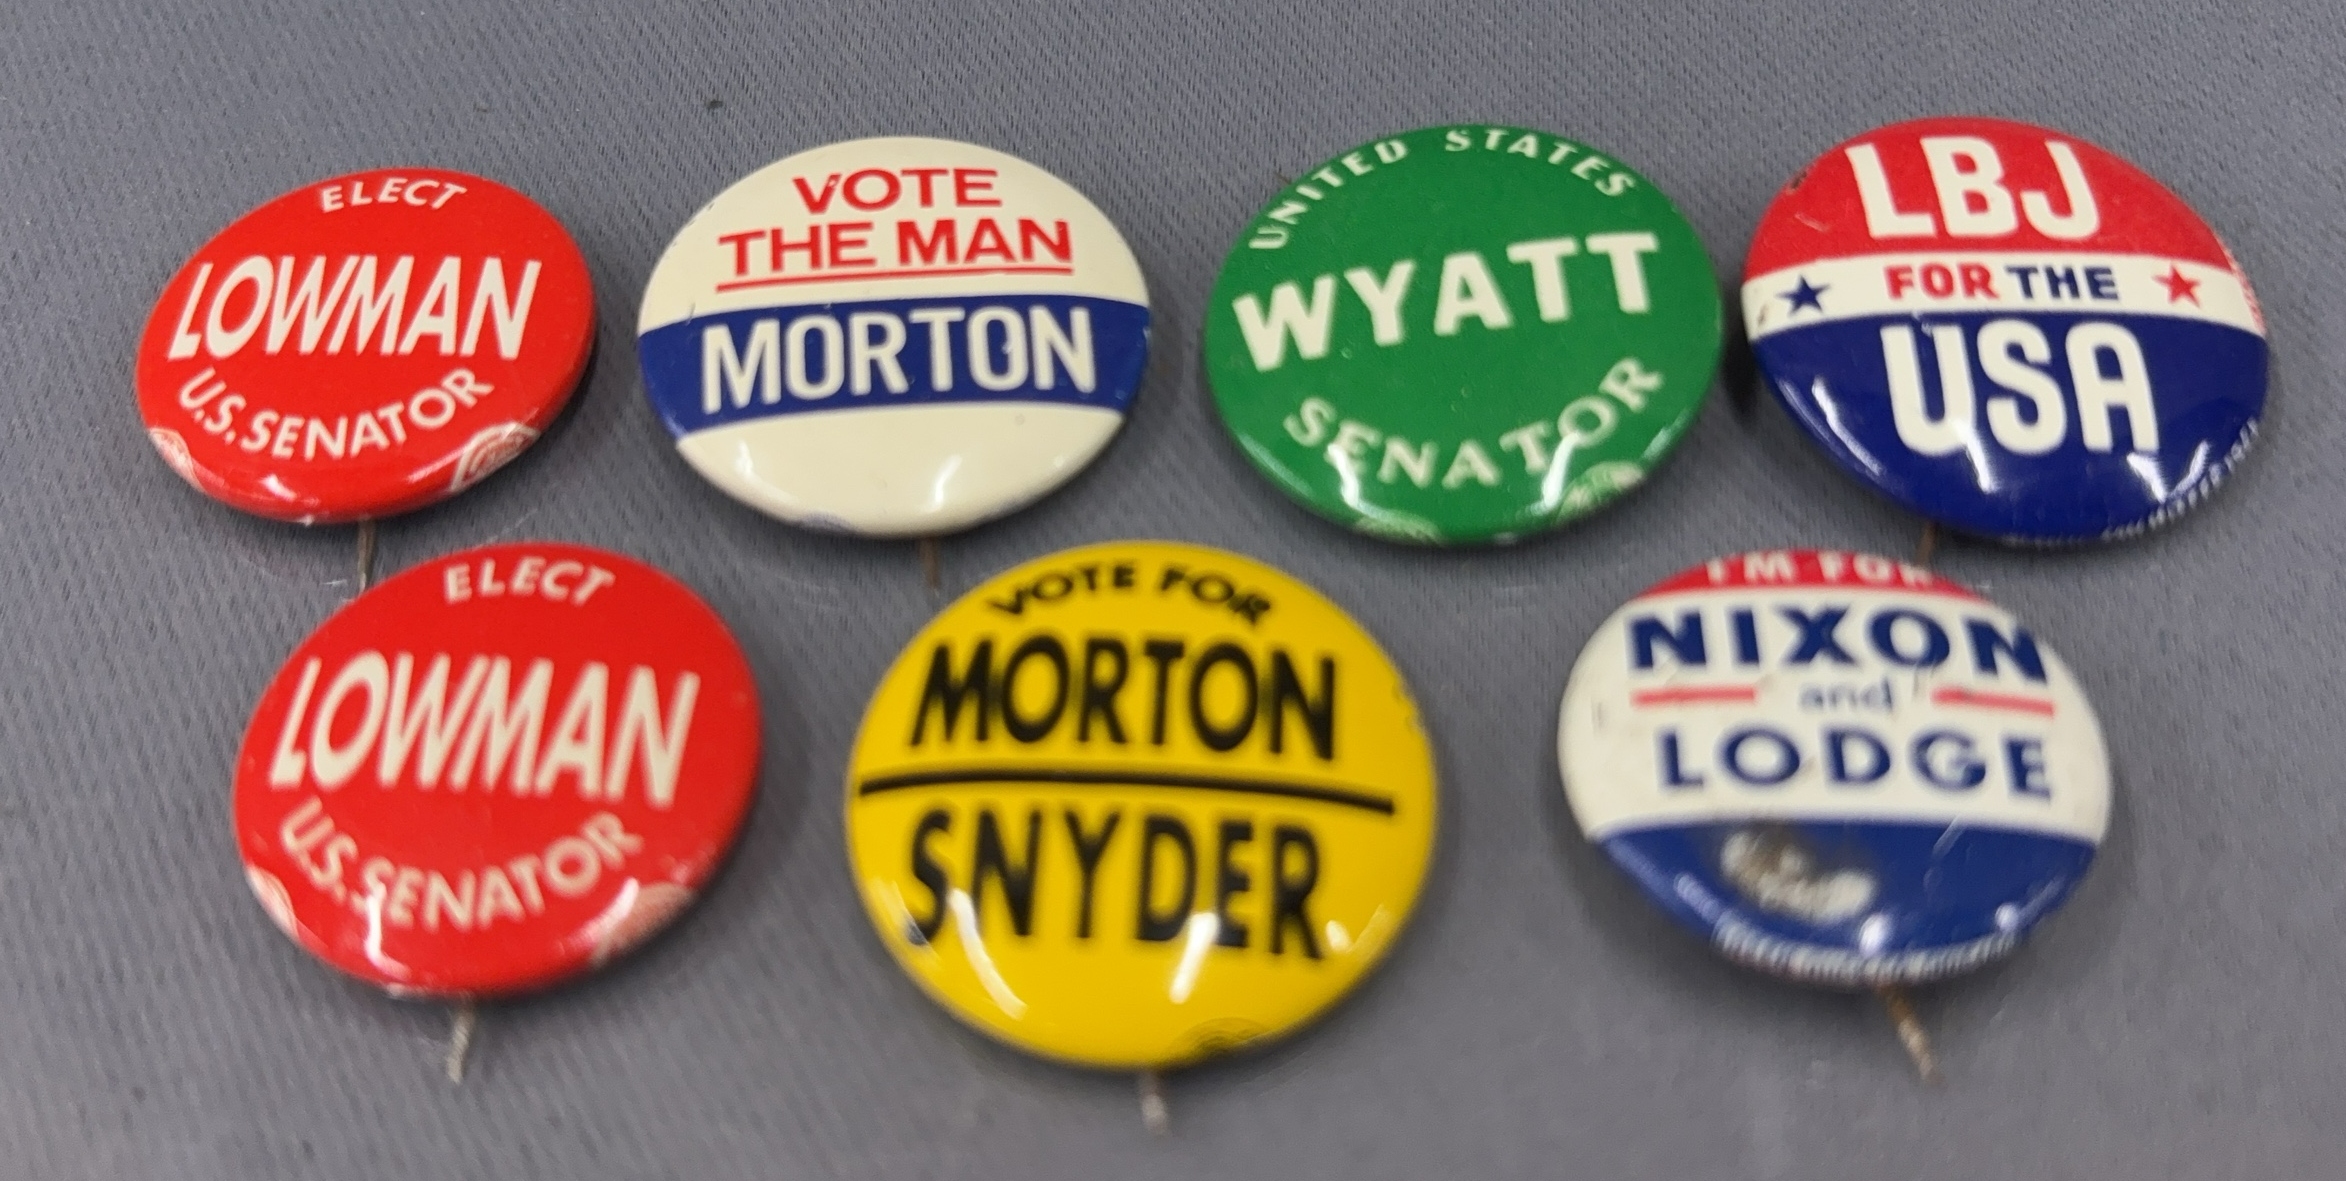 ELECT
LOWMAN
U.S. SENATOR
VOTE
THE MAN
MORTON
UNITED STATES
WYATT
SENATOR
LBJ
FOR THE
USA
ELECT
LOWMAN
U.S. SENATOR
VOTE FOR
MORTON
SNYDER
I'M FOR
NIXON
and
LODGE